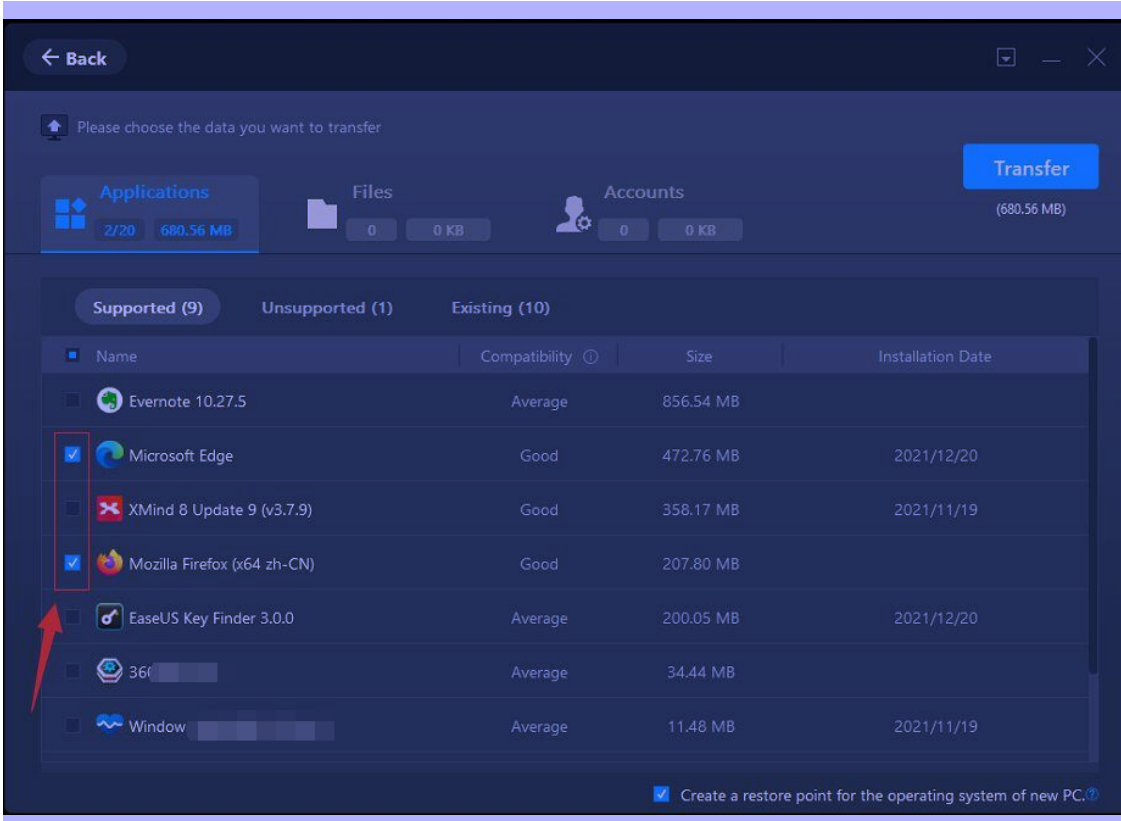 Back
Please choose the data you want to transfer
Applications
2/20 680.56 MB
Files
0 0 KB
Accounts
0 0 KB
Transfer
(680.56 MB)
Supported (9) Unsupported (1) Existing (10)
Name Compatibility Size Installation Date
Evernote 10.27.5 Average 856.54 MB
Microsoft Edge Good 472.76 MB 2021/12/20
XMind 8 Update 9 (v3.7.9) Good 358.17 MB 2021/11/19
Mozilla Firefox (x64 zh-CN) Good 207.80 MB
EaseUS Key Finder 3.0.0 Average 200.05 MB 2021/12/20
Average 34.44 MB
Window Average 11.48 MB 2021/11/19
Create a restore point for the operating system of new PC.